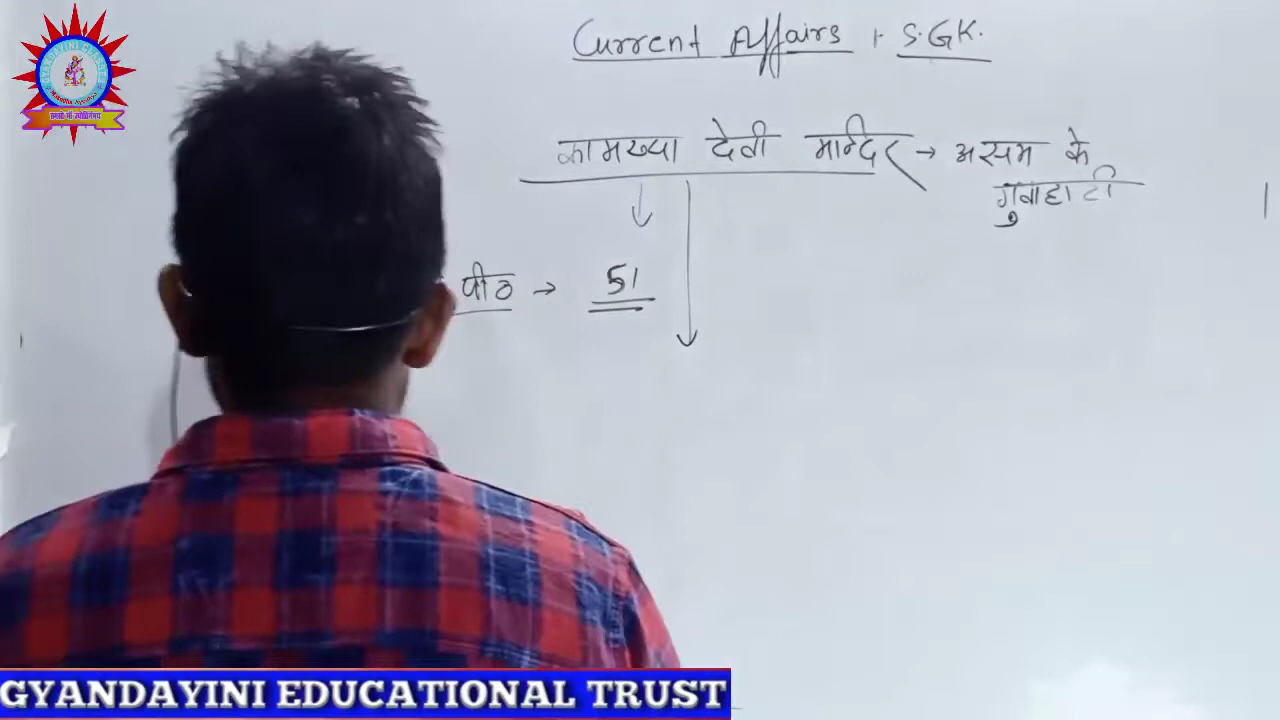 Current Affairs + S.GK.
कामख्या देवी मन्दिर → असम के
गुवाहाटी
पीठ → 51
GYANDAYINI EDUCATIONAL TRUST